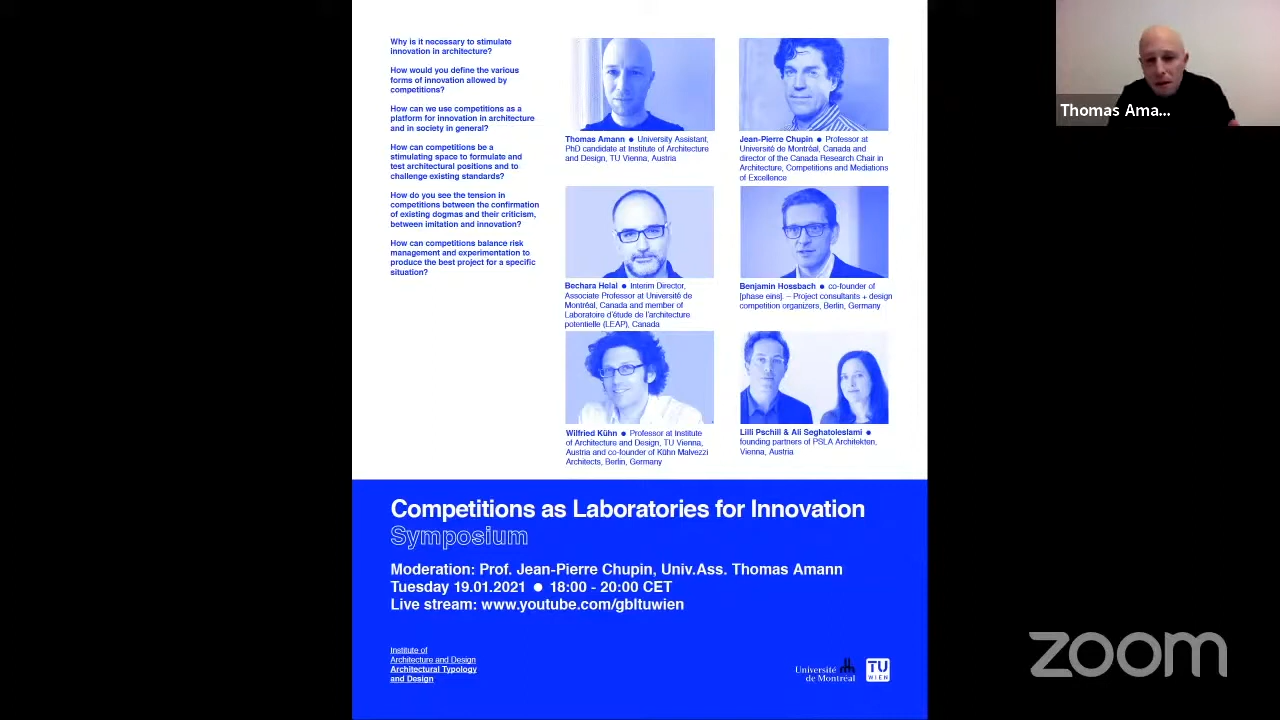 Why is it necessary to stimulate
innovation in architecture?
How would you define the various
forms of innovation allowed by
competitions?
How can we use competitions as a
platform for innovation in architecture
and in society in general?
How can competitions be a
stimulating space to formulate and
test architectural positions and to
challenge existing standards?
How do you see the tension in
competitions between the confirmation
of existing dogmas and their criticism,
between imitation and innovation?
How can competitions balance risk
management and experimentation to
produce the best project for a specific
situation?
Thomas Amann ● University Assistant,
PhD candidate at Institute of Architecture
and Design, TU Vienna, Austria
Jean-Pierre Chupin ● Professor at
Université de Montréal, Canada and
director of the Canada Research Chair in
Architecture, Competitions and Mediations
of Excellence
Bechara Helal ● Interim Director,
Associate Professor at Université de
Montréal, Canada and member of
Laboratoire d'étude de l'architecture
potentielle (LEAP), Canada
Benjamin Hossbach ● co-founder of
[phase eins]. – Project consultants + design
competition organizers, Berlin, Germany
Wilfried Kühn ● Professor at Institute
of Architecture and Design, TU Vienna,
Austria and co-founder of Kühn Malvezzi
Architects, Berlin, Germany
Lilli Pschill & Ali Seghatoleslami ●
founding partners of PSLA Architekten,
Vienna, Austria
Thomas Ama...
Competitions as Laboratories for Innovation
Symposium
Moderation: Prof. Jean-Pierre Chupin, Univ.Ass. Thomas Amann
Tuesday 19.01.2021 ● 18:00 - 20:00 CET
Live stream: www.youtube.com/gbltuwien
Institute of
Architecture and Design
Architectural Typology
and Design
Université
de Montréal
TU
WIEN
zoom